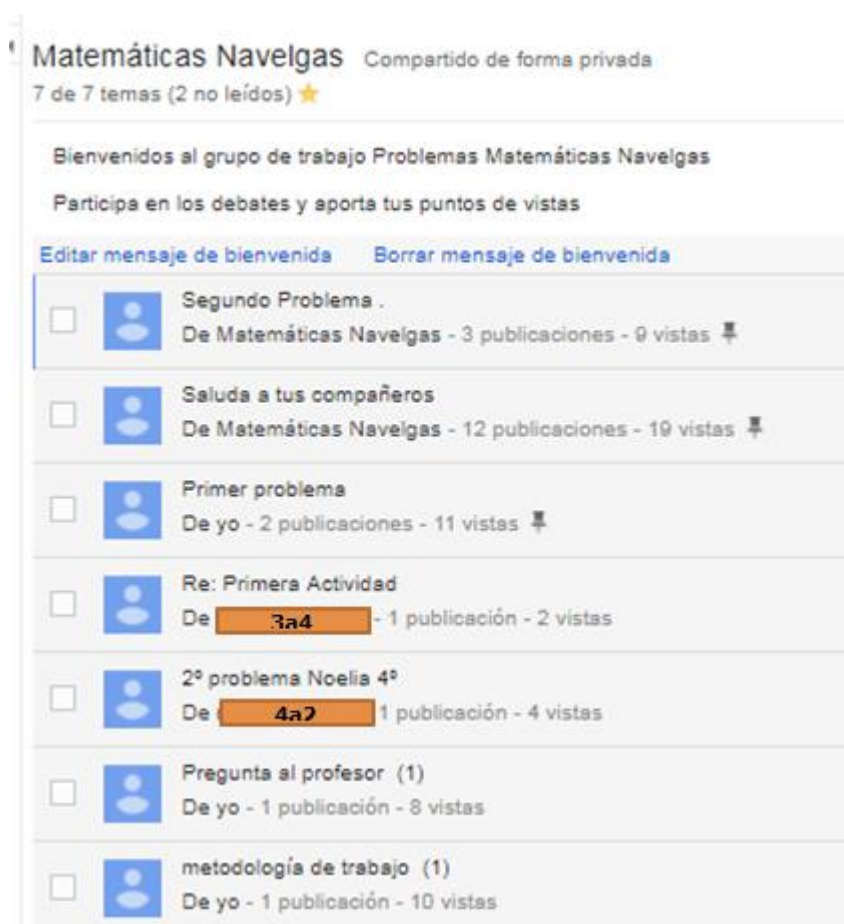 Matemáticas Navelgas Compartido de forma privada
7 de 7 temas (2 no leídos)
Bienvenidos al grupo de trabajo Problemas Matemáticas Navelgas
Participa en los debates y aporta tus puntos de vistas
Editar mensaje de bienvenida Borrar mensaje de bienvenida
Segundo Problema .
De Matemáticas Navelgas - 3 publicaciones - 9 vistas
Saluda a tus compañeros
De Matemáticas Navelgas - 12 publicaciones - 19 vistas
Primer problema
De yo - 2 publicaciones - 11 vistas
Re: Primera Actividad
De 3a4 - 1 publicación - 2 vistas
2º problema Noelia 4º
De 4a2 1 publicación - 4 vistas
Pregunta al profesor (1)
De yo - 1 publicación - 8 vistas
metodología de trabajo (1)
De yo - 1 publicación - 10 vistas